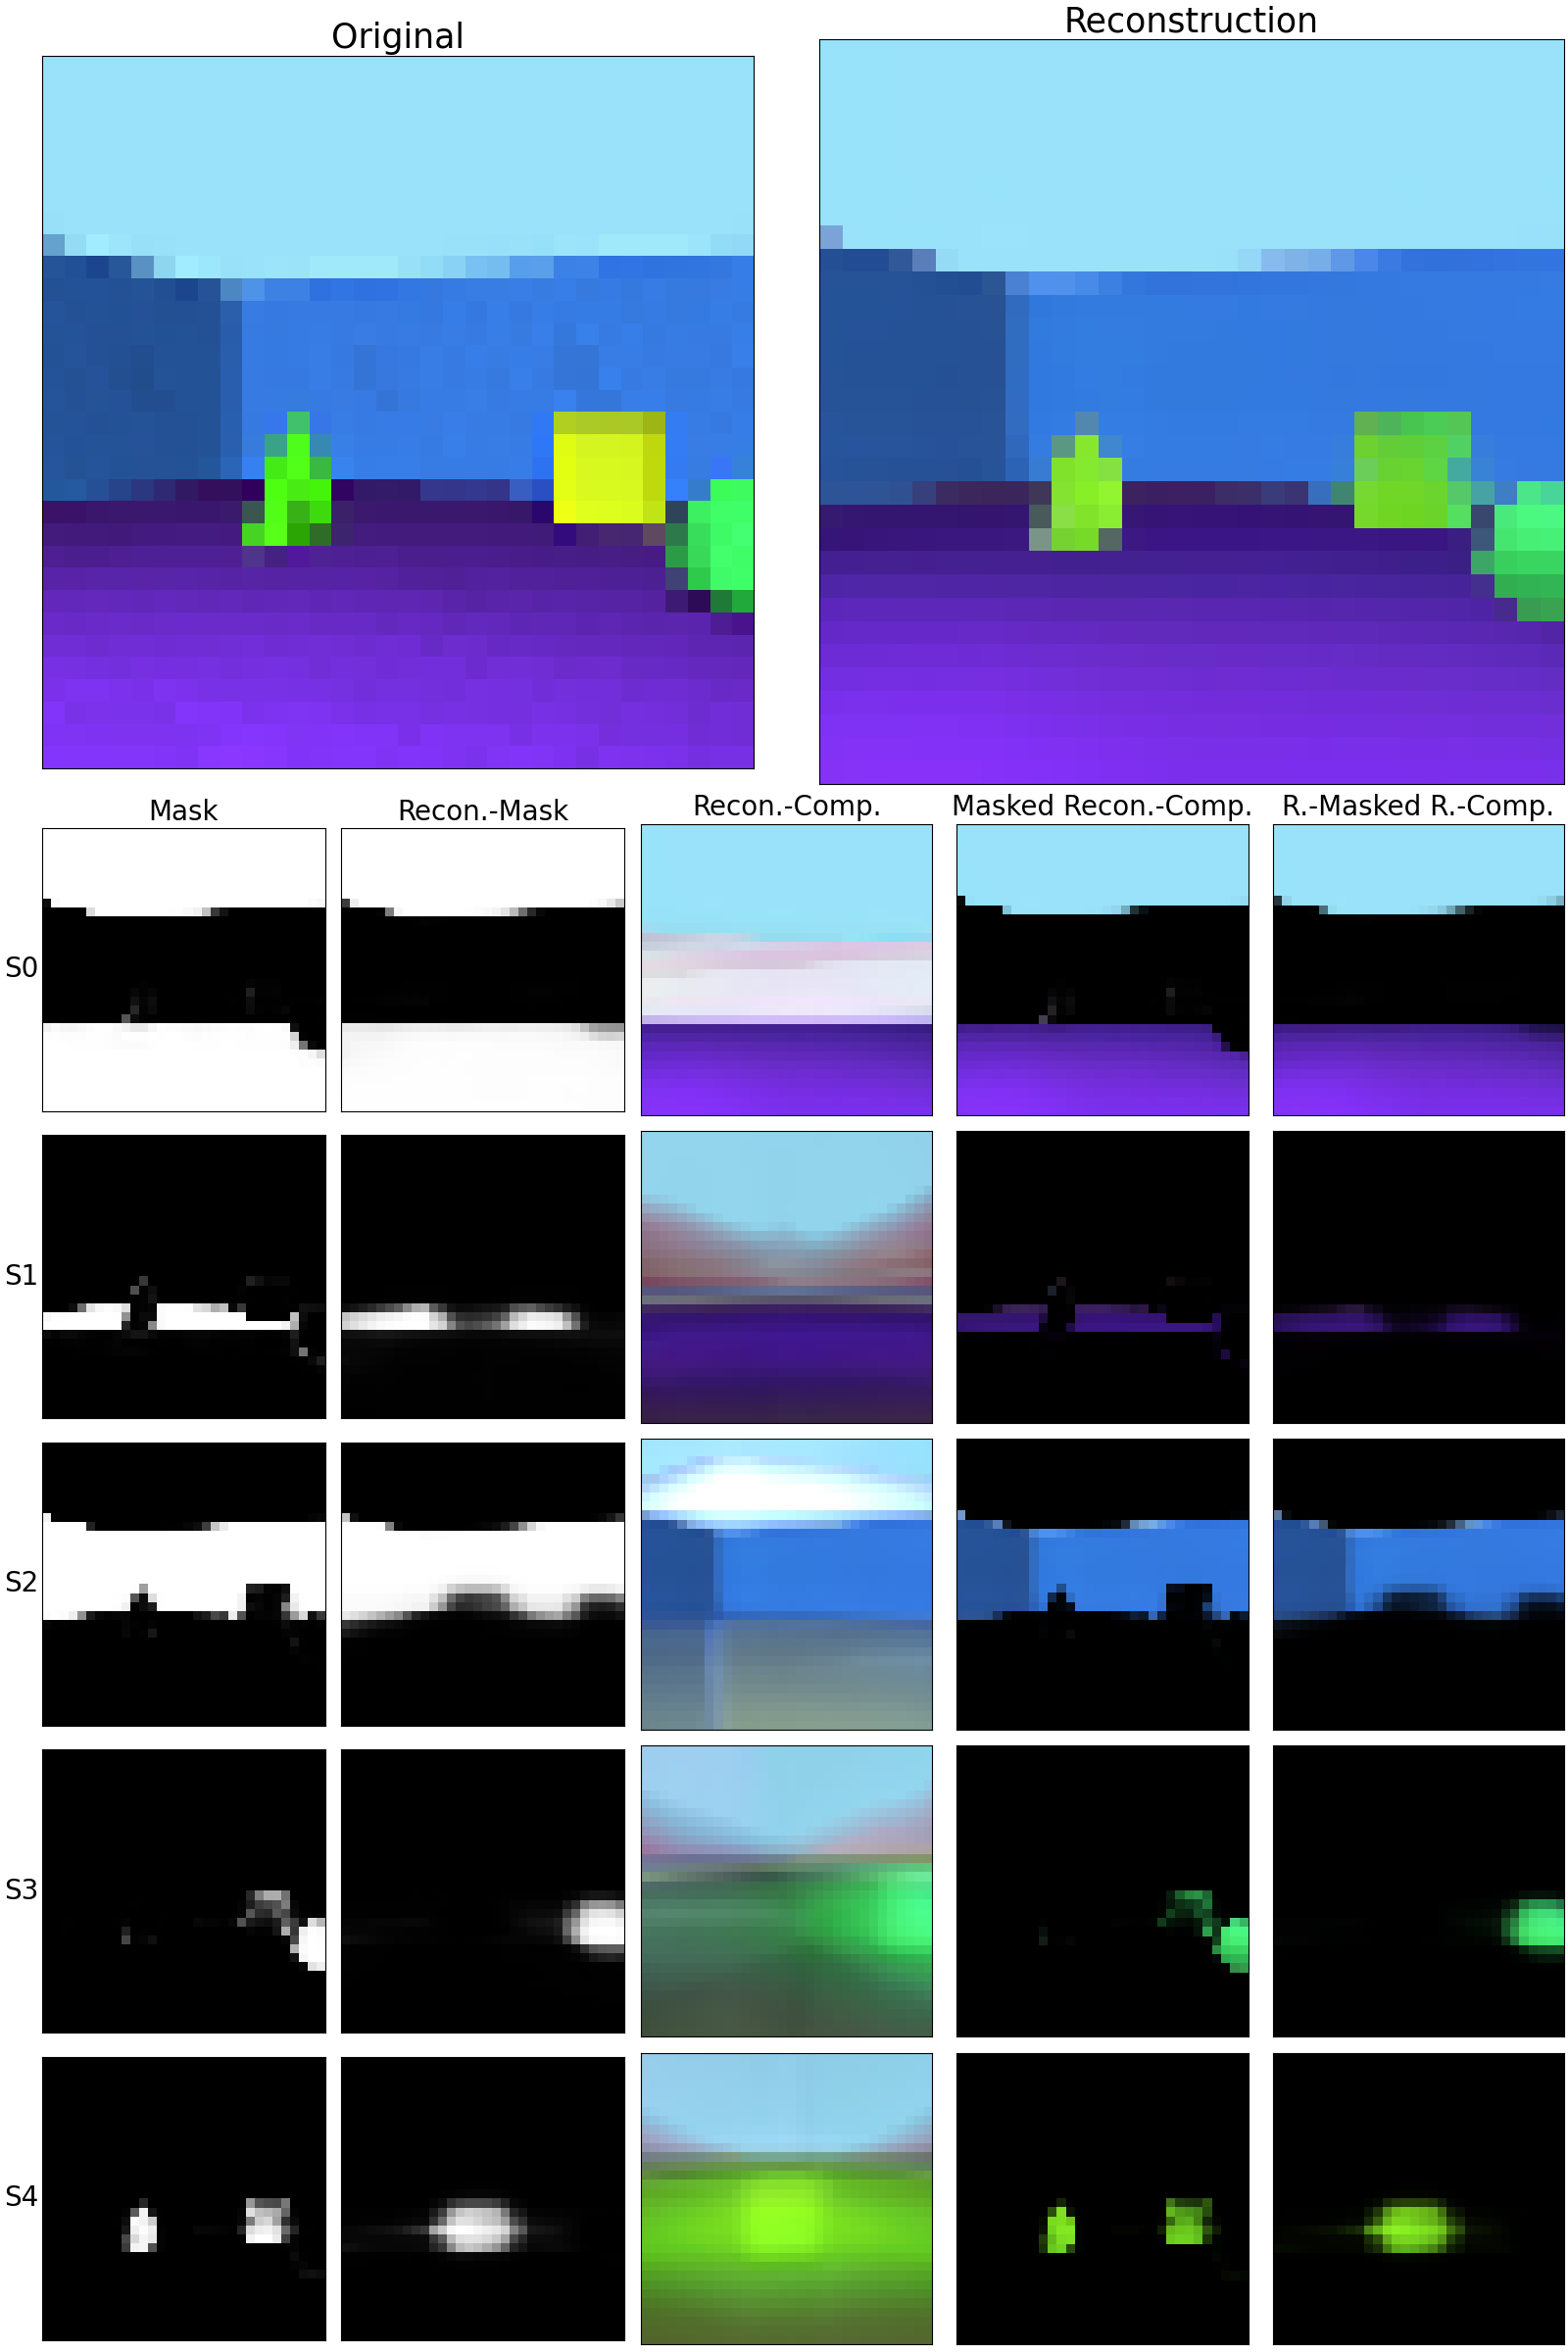 Original
Reconstruction
Mask
Recon.-Mask
Recon.-Comp.
Masked Recon.-Comp.
R.-Masked R.-Comp.
S0
S1
S2
S3
S4